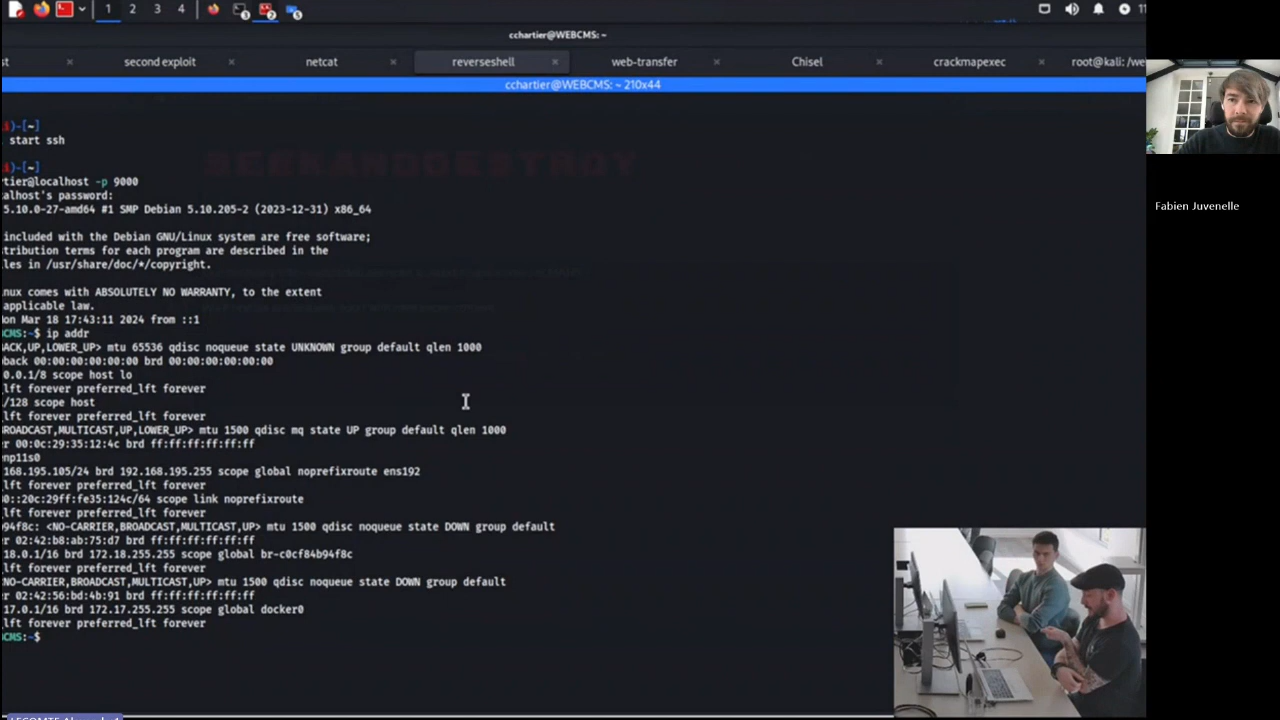 1 2 3 4
cchartier@WEBCMS: ~
second exploit
netcat
reverseshell
web-transfer
Chisel
crackmapexec
root@kali: /we
cchartier@WEBCMS: ~ 210x44
i)-[~]
start ssh
i)-[~]
rtier@localhost -p 9000
alhost's password:
5.10.0-27-amd64 #1 SMP Debian 5.10.205-2 (2023-12-31) x86_64
included with the Debian GNU/Linux system are free software;
tribution terms for each program are described in the
les in /usr/share/doc/*/copyright.
nux comes with ABSOLUTELY NO WARRANTY, to the extent
applicable law.
on Mar 18 17:43:11 2024 from ::1
CMS:~$ ip addr
ACK,UP,LOWER_UP> mtu 65536 qdisc noqueue state UNKNOWN group default qlen 1000
pback 00:00:00:00:00:00 brd 00:00:00:00:00:00
0.0.1/8 scope host lo
lft forever preferred_lft forever
/128 scope host
lft forever preferred_lft forever
ROADCAST,MULTICAST,UP,LOWER_UP> mtu 1500 qdisc mq state UP group default qlen 1000
er 00:0c:29:35:12:4c brd ff:ff:ff:ff:ff:ff
enp11s0
168.195.105/24 brd 192.168.195.255 scope global noprefixroute ens192
lft forever preferred_lft forever
80::20c:29ff:fe35:124c/64 scope link noprefixroute
lft forever preferred_lft forever
94f8c: <NO-CARRIER,BROADCAST,MULTICAST,UP> mtu 1500 qdisc noqueue state DOWN group default
er 02:42:b8:ab:75:d7 brd ff:ff:ff:ff:ff:ff
18.0.1/16 brd 172.18.255.255 scope global br-c0cf84b94f8c
lft forever preferred_lft forever
NO-CARRIER,BROADCAST,MULTICAST,UP> mtu 1500 qdisc noqueue state DOWN group default
er 02:42:56:bd:4b:91 brd ff:ff:ff:ff:ff:ff
17.0.1/16 brd 172.17.255.255 scope global docker0
lft forever preferred_lft forever
CMS:~$
SEEKANDDESTROY
Fabien Juvenelle